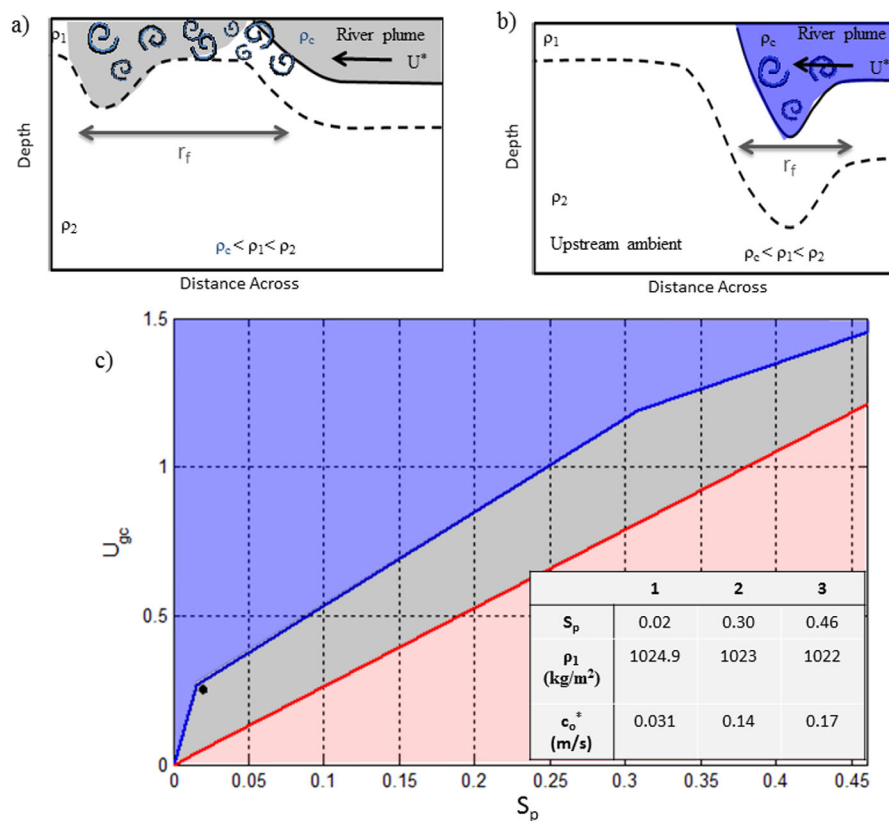 a)
ρ1
ρc
River plume
U*
rf
Depth
ρ2
ρc < ρ1 < ρ2
Distance Across
b)
ρ1
ρc
River plume
U*
rf
Depth
ρ2
Upstream ambient
ρc < ρ1 < ρ2
Distance Across
c)
1.5
1
0.5
0
Ugc
0 0.05 0.1 0.15 0.2 0.25 0.3 0.35 0.4 0.45
Sp
1 2 3
Sp 0.02 0.30 0.46
ρ1 (kg/m²) 1024.9 1023 1022
co* (m/s) 0.031 0.14 0.17